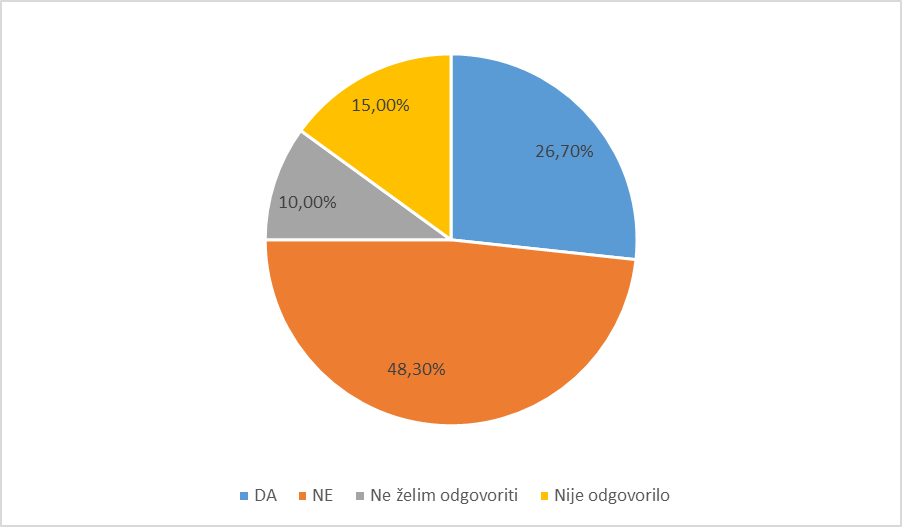 15,00%
26,70%
10,00%
48,30%
DA NE Ne želim odgovoriti Nije odgovorilo